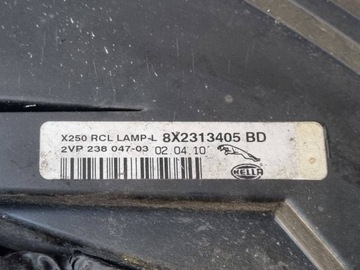 X250 RCL LAMP-L 8X2313405 BD
2VP 238 047-03 02.04.10
HELLA